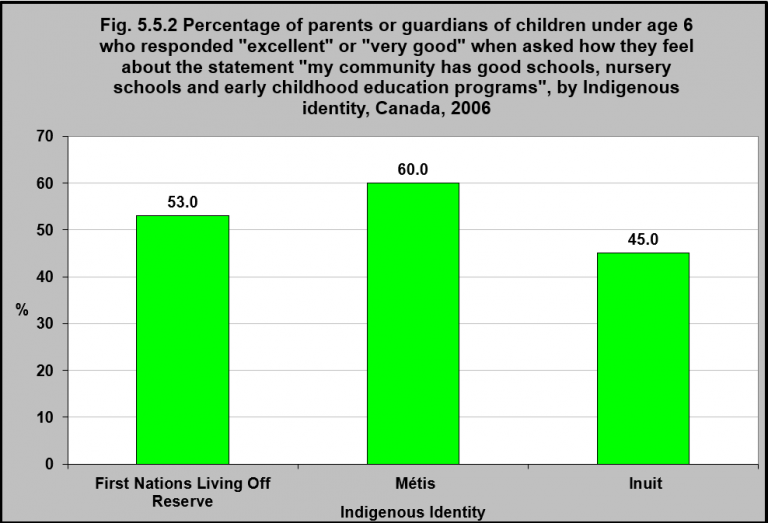 Fig. 5.5.2 Percentage of parents or guardians of children under age 6
who responded "excellent" or "very good" when asked how they feel
about the statement "my community has good schools, nursery
schools and early childhood education programs", by Indigenous
identity, Canada, 2006
70
60
50
40
30
20
10
0
%
53.0
60.0
45.0
First Nations Living Off
Reserve
Métis
Inuit
Indigenous Identity